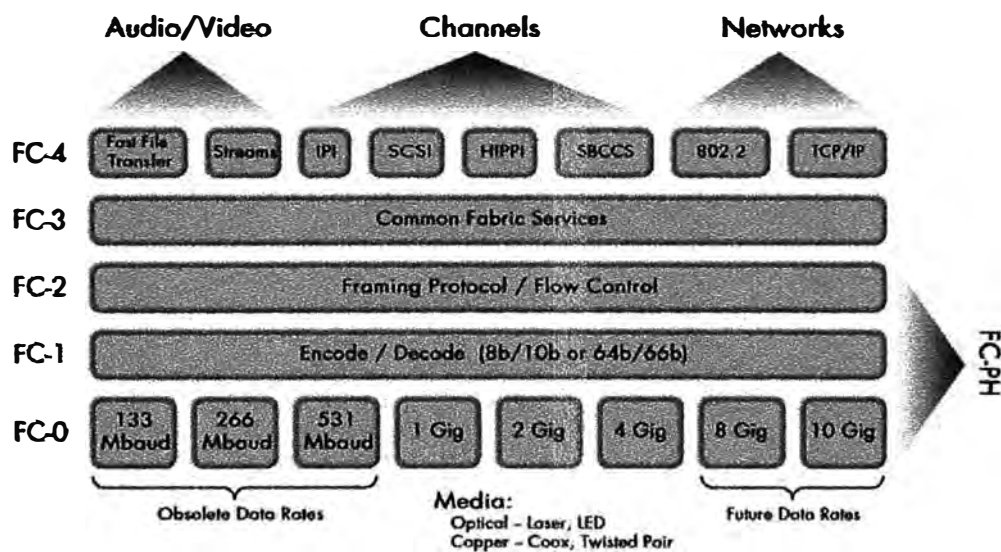 Audio/Video Channels Networks
FC-4 Fast File Transfer Streams IPI SCSI HIPPI SBCCS 802.2 TCP/IP
FC-3 Common Fabric Services
FC-2 Framing Protocol / Flow Control
FC-1 Encode / Decode (8b/10b or 64b/66b)
FC-PH
FC-0 133 Mbaud 266 Mbaud 531 Mbaud 1 Gig 2 Gig 4 Gig 8 Gig 10 Gig
Obsolete Data Rates
Media:
Optical – Laser, LED
Copper – Coax, Twisted Pair
Future Data Rates